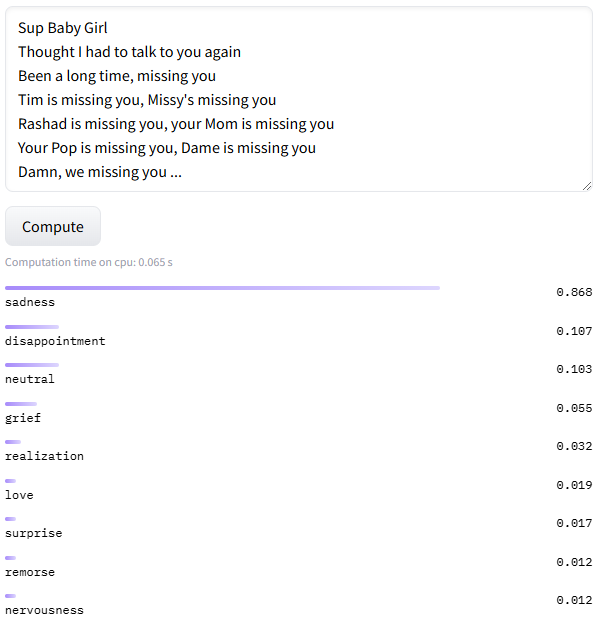 Sup Baby Girl
Thought I had to talk to you again
Been a long time, missing you
Tim is missing you, Missy's missing you
Rashad is missing you, your Mom is missing you
Your Pop is missing you, Dame is missing you
Damn, we missing you ...
Compute
Computation time on cpu: 0.065 s
sadness 0.868
disappointment 0.107
neutral 0.103
grief 0.055
realization 0.032
love 0.019
surprise 0.017
remorse 0.012
nervousness 0.012